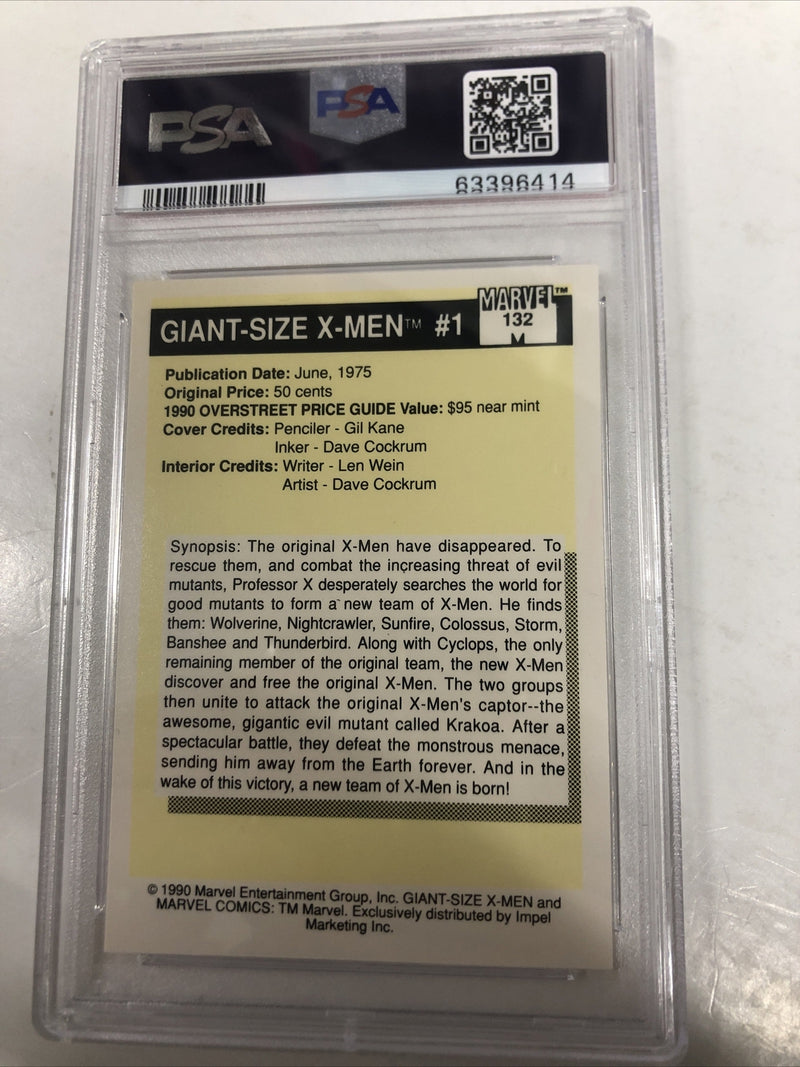 PSA
PSA
63396414
MARVEL™
GIANT-SIZE X-MEN™ #1
132
M
Publication Date: June, 1975
Original Price: 50 cents
1990 OVERSTREET PRICE GUIDE Value: $95 near mint
Cover Credits: Penciler - Gil Kane
Inker - Dave Cockrum
Interior Credits: Writer - Len Wein
Artist - Dave Cockrum
Synopsis: The original X-Men have disappeared. To
rescue them, and combat the increasing threat of evil
mutants, Professor X desperately searches the world for
good mutants to form a new team of X-Men. He finds
them: Wolverine, Nightcrawler, Sunfire, Colossus, Storm,
Banshee and Thunderbird. Along with Cyclops, the only
remaining member of the original team, the new X-Men
discover and free the original X-Men. The two groups
then unite to attack the original X-Men's captor--the
awesome, gigantic evil mutant called Krakoa. After a
spectacular battle, they defeat the monstrous menace,
sending him away from the Earth forever. And in the
wake of this victory, a new team of X-Men is born!
© 1990 Marvel Entertainment Group, Inc. GIANT-SIZE X-MEN and
MARVEL COMICS: TM Marvel. Exclusively distributed by Impel
Marketing Inc.